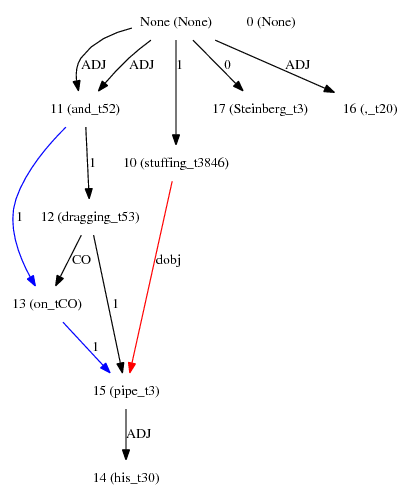 None (None) 0 (None)
ADJ ADJ 1 0 ADJ
11 (and_t52) 17 (Steinberg_t3) 16 (,_t20)
1 10 (stuffing_t3846)
1 12 (dragging_t53)
CO dobj
13 (on_tCO) 1
1
15 (pipe_t3)
ADJ
14 (his_t30)